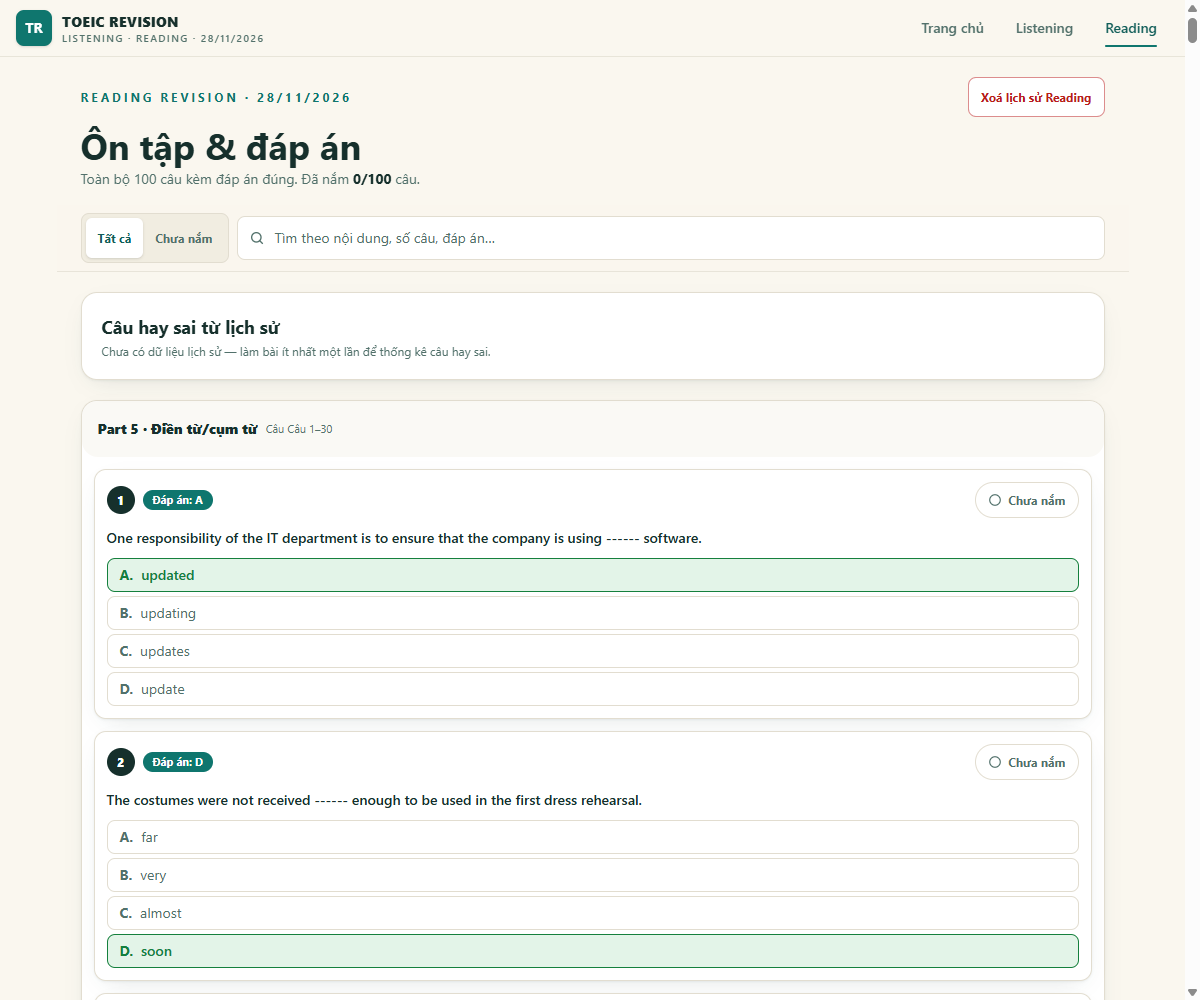 TR
TOEIC REVISION
LISTENING · READING · 28/11/2026
Trang chủ
Listening
Reading
READING REVISION · 28/11/2026
Xoá lịch sử Reading
Ôn tập & đáp án
Toàn bộ 100 câu kèm đáp án đúng. Đã nắm 0/100 câu.
Tất cả
Chưa nắm
Tìm theo nội dung, số câu, đáp án...
Câu hay sai từ lịch sử
Chưa có dữ liệu lịch sử — làm bài ít nhất một lần để thống kê câu hay sai.
Part 5 · Điền từ/cụm từ Câu Câu 1–30
1 Đáp án: A
Chưa nắm
One responsibility of the IT department is to ensure that the company is using ------ software.
A. updated
B. updating
C. updates
D. update
2 Đáp án: D
Chưa nắm
The costumes were not received ------ enough to be used in the first dress rehearsal.
A. far
B. very
C. almost
D. soon